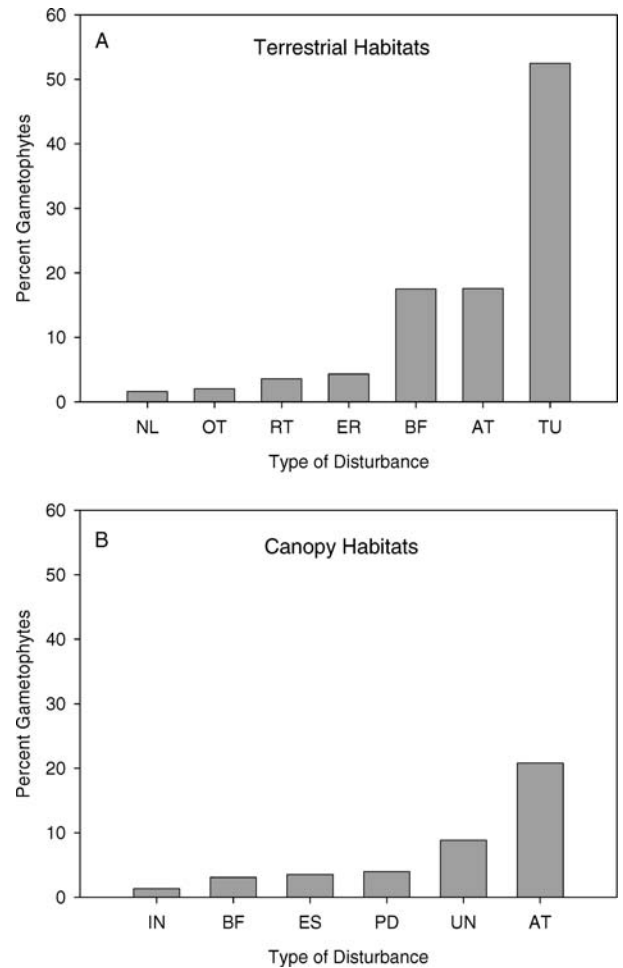 A
Terrestrial Habitats
60
50
40
30
20
10
0
Percent Gametophytes
NL OT RT ER BF AT TU
Type of Disturbance
B
Canopy Habitats
60
50
40
30
20
10
0
Percent Gametophytes
IN BF ES PD UN AT
Type of Disturbance